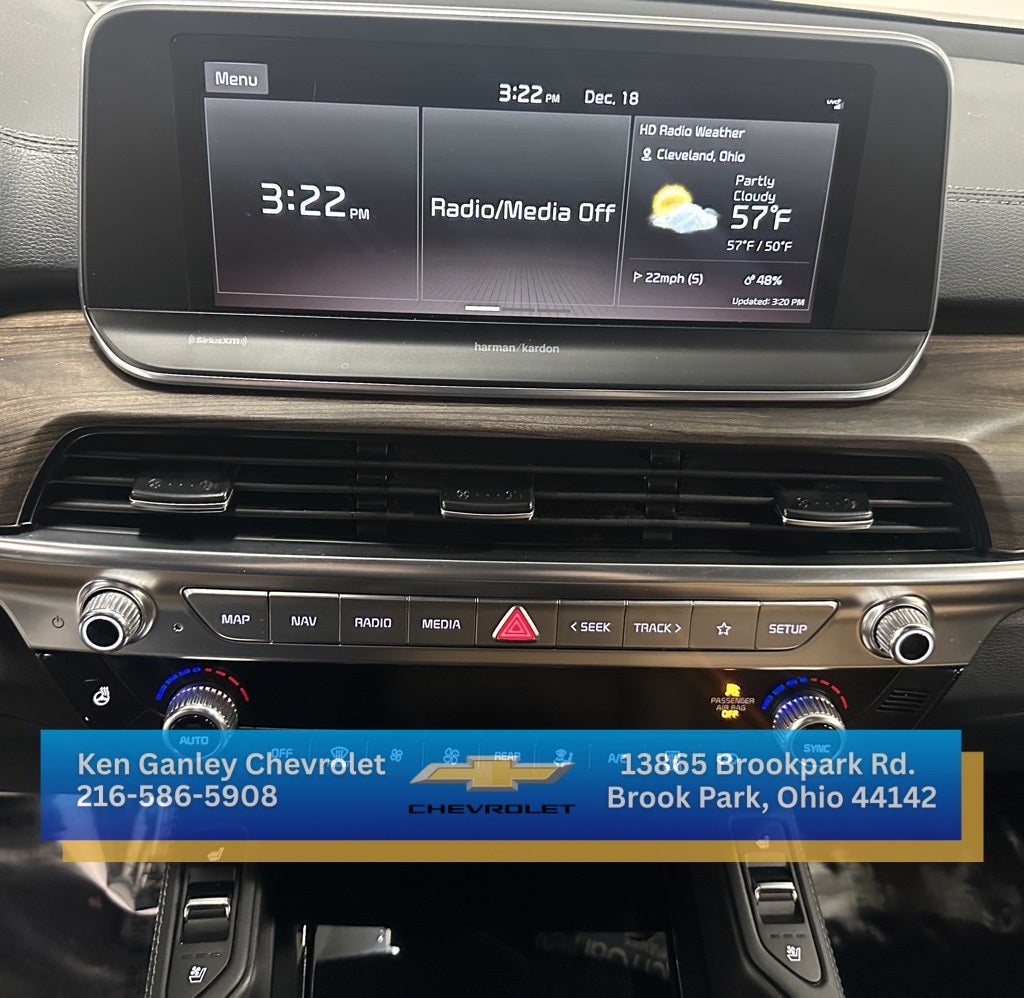 Menu
3:22 PM Dec. 18
UVO
3:22 PM
Radio/Media Off
HD Radio Weather
Cleveland, Ohio
Partly
Cloudy
57°F
57°F / 50°F
22mph (S)
48%
Updated: 3:20 PM
((SiriusXM))
harman/kardon
MAP
NAV
RADIO
MEDIA
< SEEK
TRACK >
SETUP
PASSENGER
AIR BAG
OFF
AUTO
SYNC
OFF
REAR
A/C
Ken Ganley Chevrolet
216-586-5908
CHEVROLET
13865 Brookpark Rd.
Brook Park, Ohio 44142